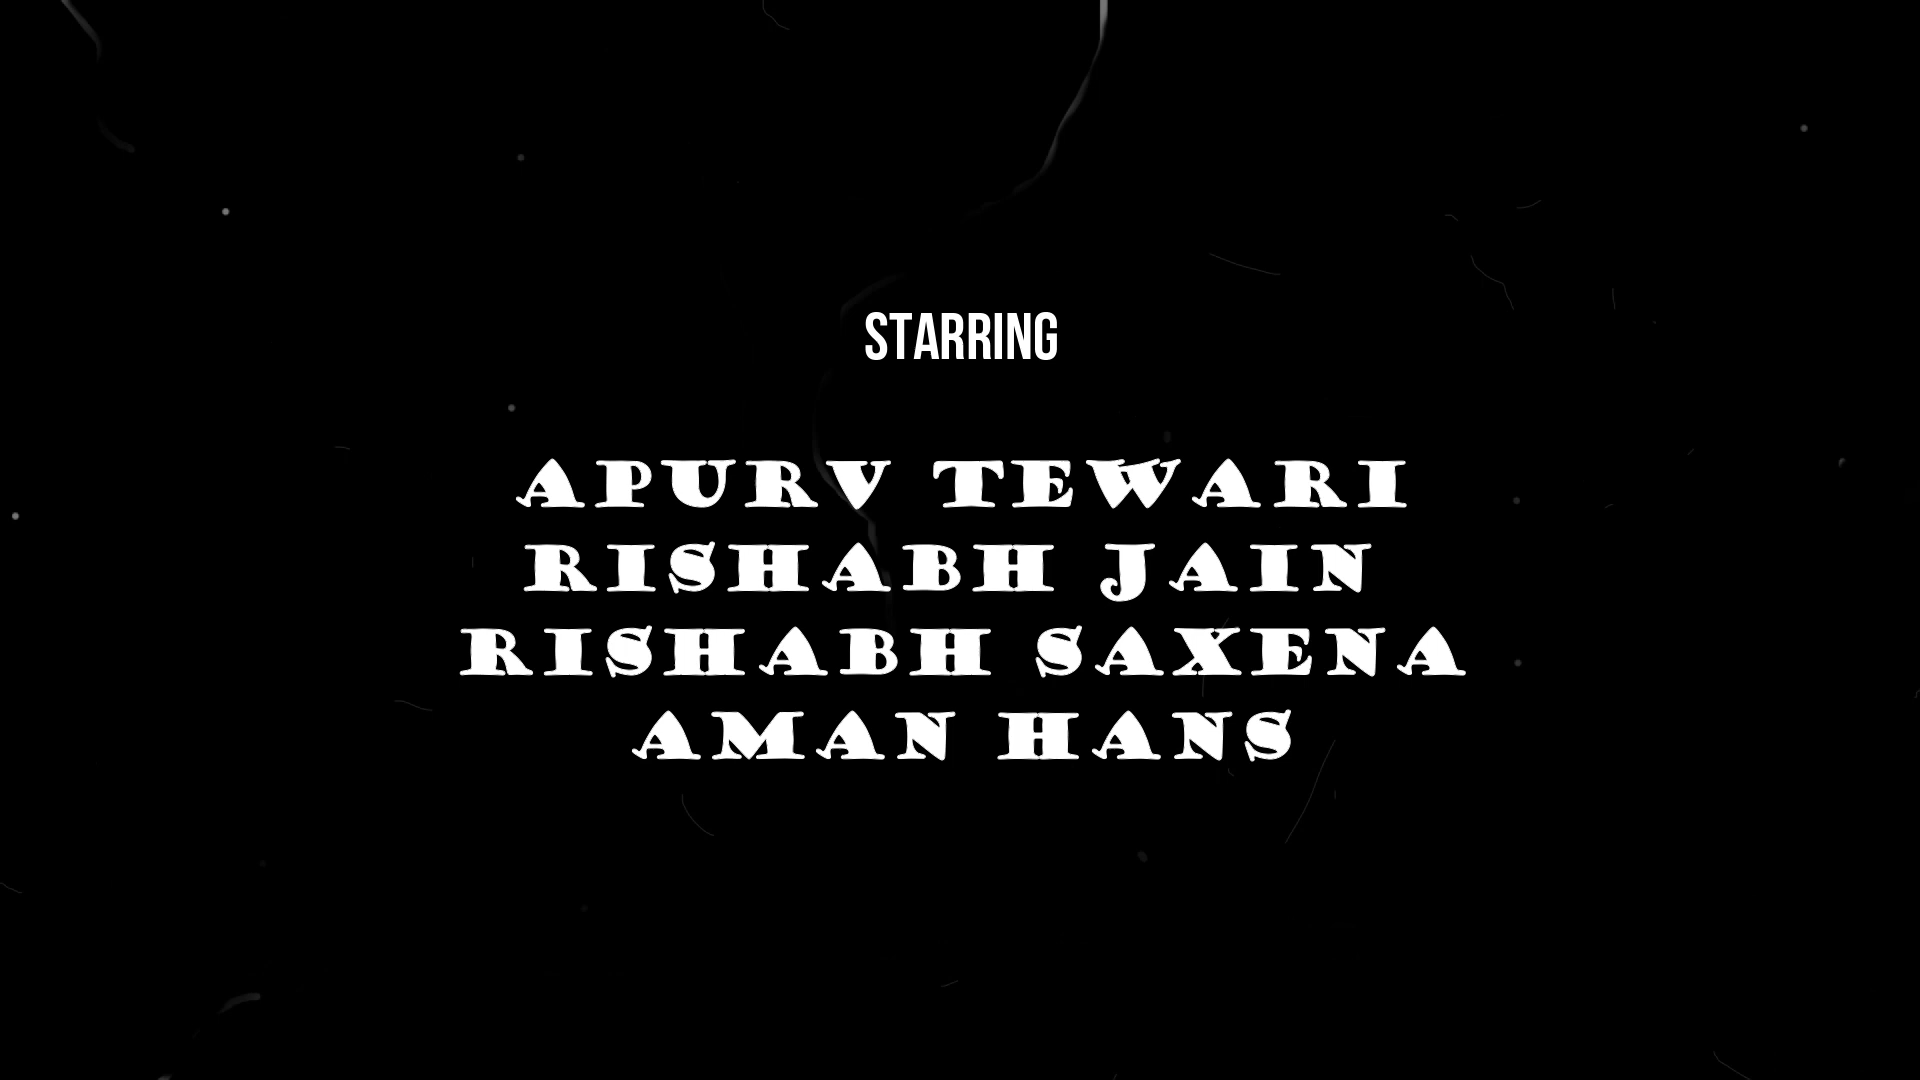 STARRING
APURV TEWARI
RISHABH JAIN
RISHABH SAXENA
AMAN HANS